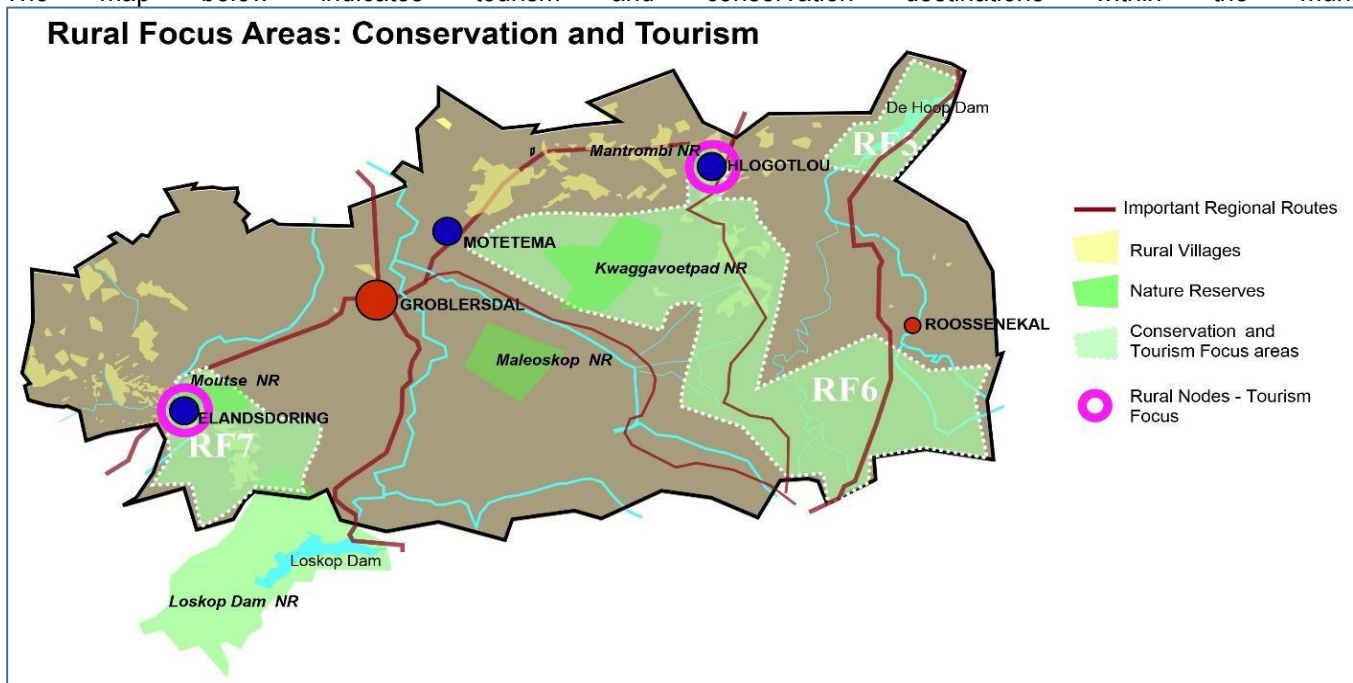 The map below indicates tourism and conservation destinations within the
Rural Focus Areas: Conservation and Tourism
De Hoop Dam
RF5
Mantrombi NR
HLOGOTLOU
Important Regional Routes
MOTETEMA
Rural Villages
Kwaggavoetpad NR
Nature Reserves
GROBLERSDAL
ROOSSENEKAL
Conservation and
Tourism Focus areas
Maleoskop NR
Moutse NR
RF6
Rural Nodes - Tourism
Focus
ELANDSDORING
RF7
Loskop Dam
Loskop Dam NR